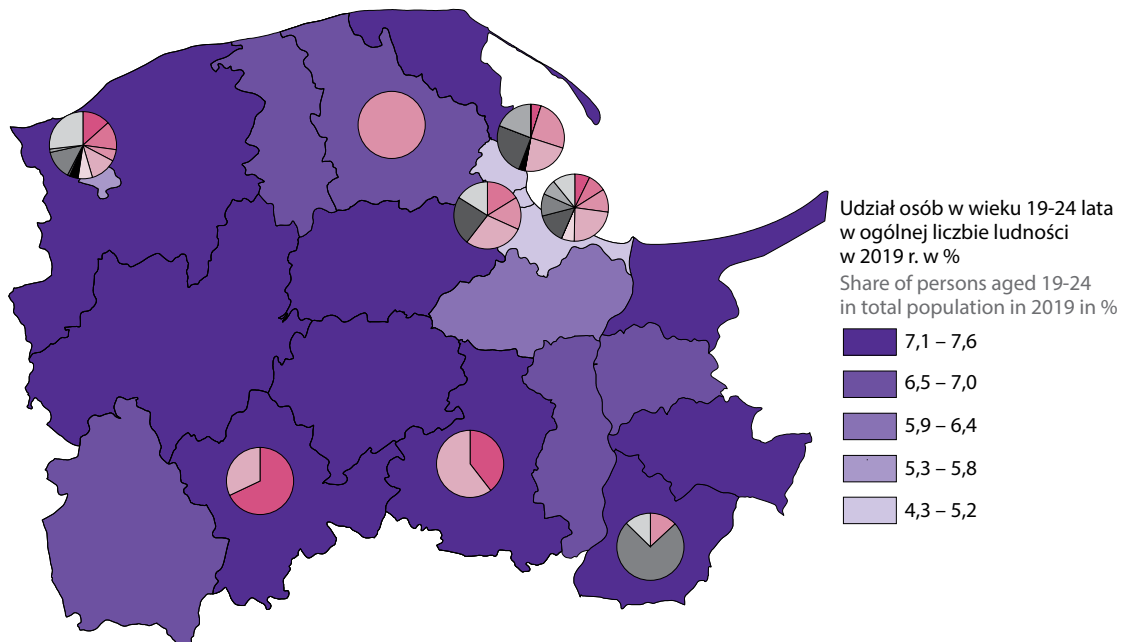 Udział osób w wieku 19-24 lata
w ogólnej liczbie ludności
w 2019 r. w %
Share of persons aged 19-24
in total population in 2019 in %
7,1 – 7,6
6,5 – 7,0
5,9 – 6,4
5,3 – 5,8
4,3 – 5,2